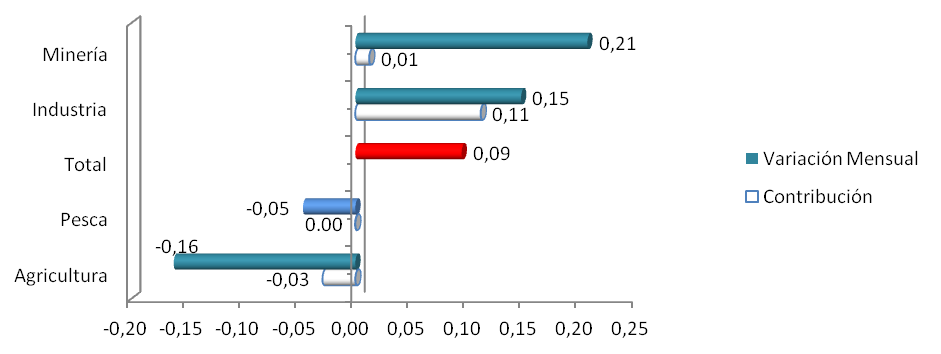 Minería
0,21
0,01
Industria
0,15
0,11
Total
0,09
Pesca
-0,05
0.00
Agricultura
-0,16
-0,03
-0,20 -0,15 -0,10 -0,05 0,00 0,05 0,10 0,15 0,20 0,25
Variación Mensual
Contribución